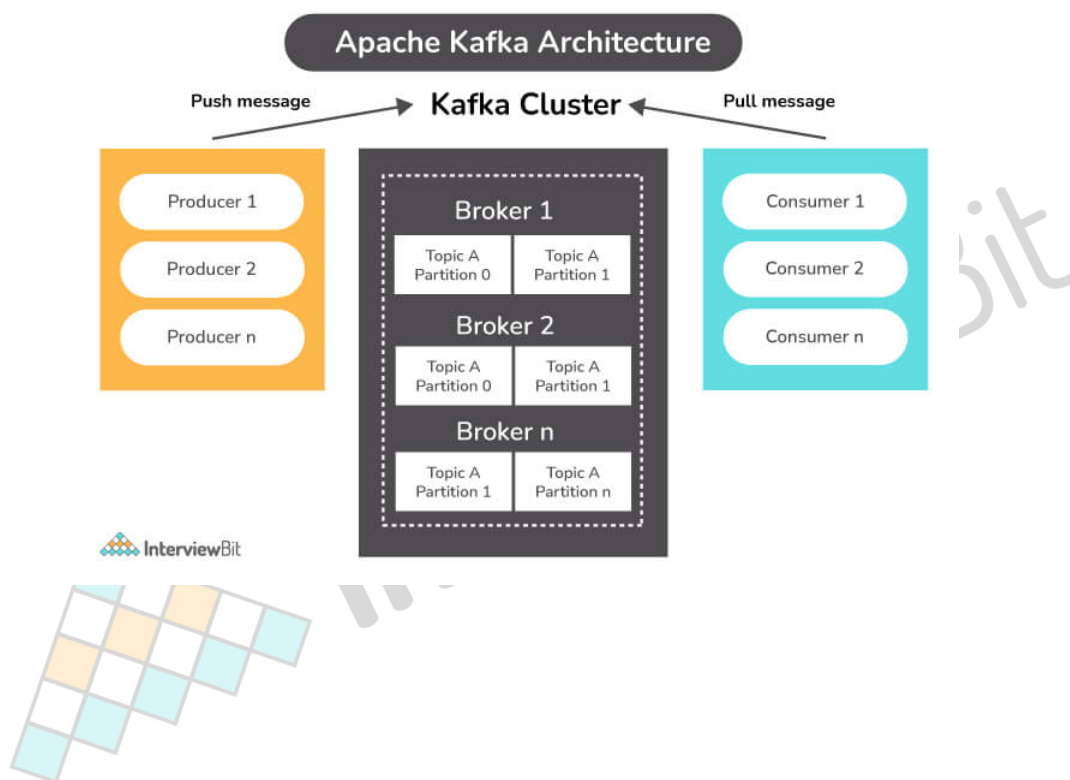 Apache Kafka Architecture
Push message
Kafka Cluster
Pull message
Producer 1
Producer 2
Producer n
Broker 1
Topic A
Partition 0
Topic A
Partition 1
Broker 2
Topic A
Partition 0
Topic A
Partition 1
Broker n
Topic A
Partition 1
Topic A
Partition n
Consumer 1
Consumer 2
Consumer n
InterviewBit
Bit